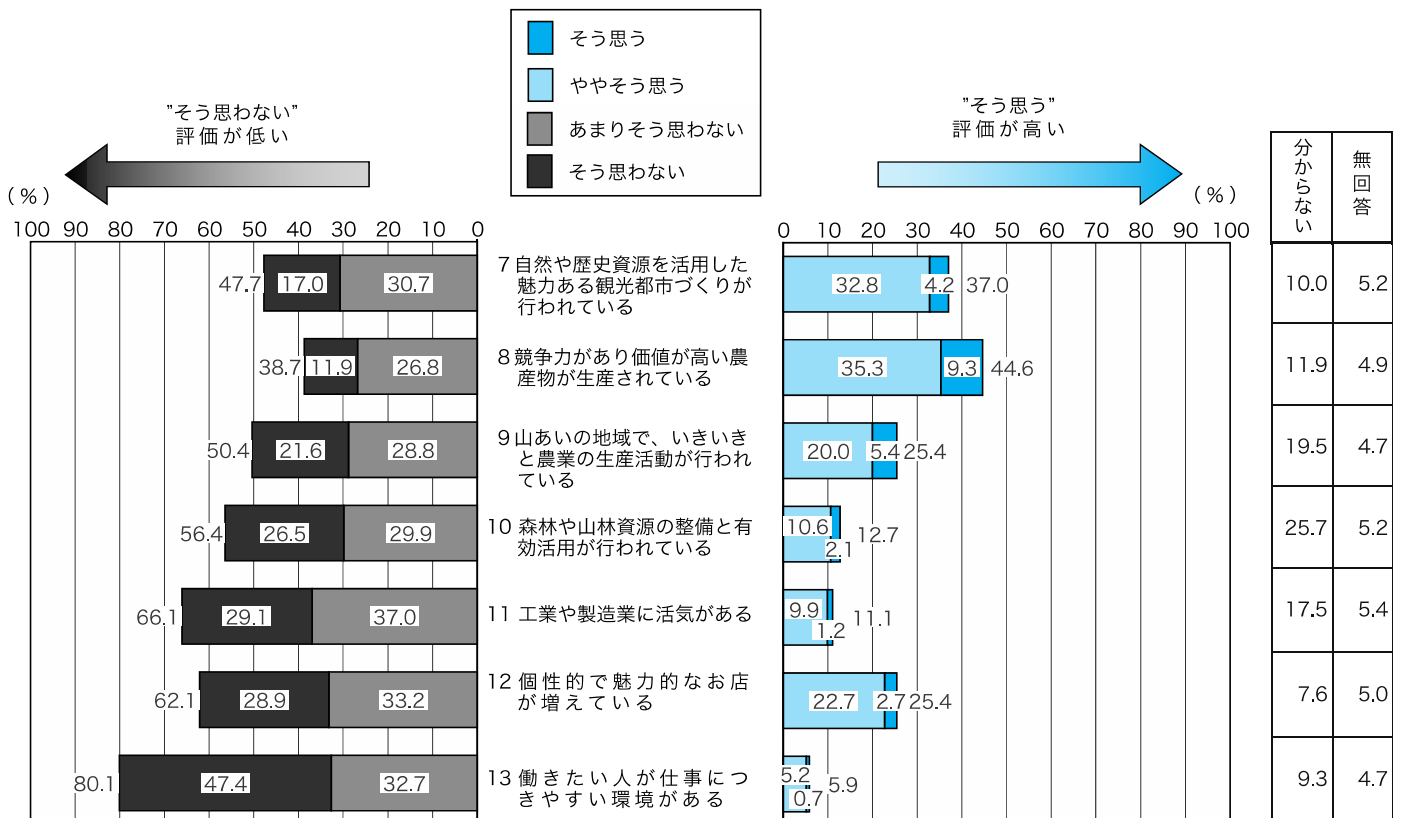 そう思う
ややそう思う
あまりそう思わない
そう思わない
”そう思わない”
評価が低い
”そう思う”
評価が高い
分からない
無回答
(%)
(%)
100 90 80 70 60 50 40 30 20 10 0
0 10 20 30 40 50 60 70 80 90 100
47.7 17.0 30.7
7 自然や歴史資源を活用した
魅力ある観光都市づくりが
行われている
32.8 4.2 37.0
10.0 5.2
38.7 11.9 26.8
8 競争力があり価値が高い農
産物が生産されている
35.3 9.3 44.6
11.9 4.9
50.4 21.6 28.8
9 山あいの地域で、いきいき
と農業の生産活動が行われ
ている
20.0 5.4 25.4
19.5 4.7
56.4 26.5 29.9
10 森林や山林資源の整備と有
効活用が行われている
10.6 2.1 12.7
25.7 5.2
66.1 29.1 37.0
11 工業や製造業に活気がある
9.9 1.2 11.1
17.5 5.4
62.1 28.9 33.2
12 個性的で魅力的なお店
が増えている
22.7 2.7 25.4
7.6 5.0
80.1 47.4 32.7
13 働きたい人が仕事につ
きやすい環境がある
5.2 0.7 5.9
9.3 4.7